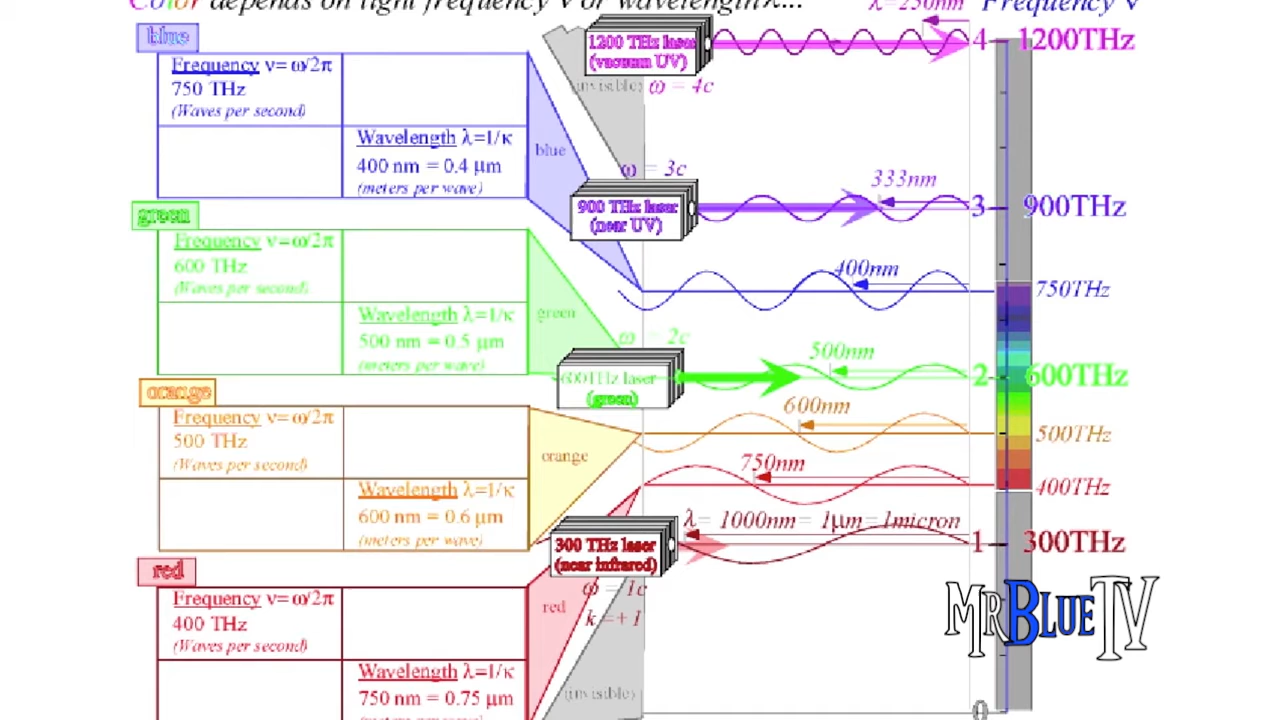 Color depends on light frequency ν or wavelength λ...
λ=250nm Frequency ν
blue
Frequency ν=ω/2π
750 THz
(Waves per second)
Wavelength λ=1/κ
400 nm = 0.4 µm
(meters per wave)
blue
green
Frequency ν=ω/2π
600 THz
(Waves per second)
Wavelength λ=1/κ
500 nm = 0.5 µm
(meters per wave)
green
orange
Frequency ν=ω/2π
500 THz
(Waves per second)
Wavelength λ=1/κ
600 nm = 0.6 µm
(meters per wave)
orange
red
Frequency ν=ω/2π
400 THz
(Waves per second)
Wavelength λ=1/κ
750 nm = 0.75 µm
red
1200 THz laser
(vacuum UV)
(invisible) ω = 4c
4 1200THz
ω = 3c
900 THz laser
(near UV)
333nm
3 900THz
400nm
750THz
ω = 2c
600THz laser
(green)
500nm
2 600THz
600nm
500THz
750nm
400THz
λ= 1000nm= 1µm=1micron
300 THz laser
(near infrared)
1 300THz
ω = 1c
k=+1
(invisible)
0
MRBLUETV